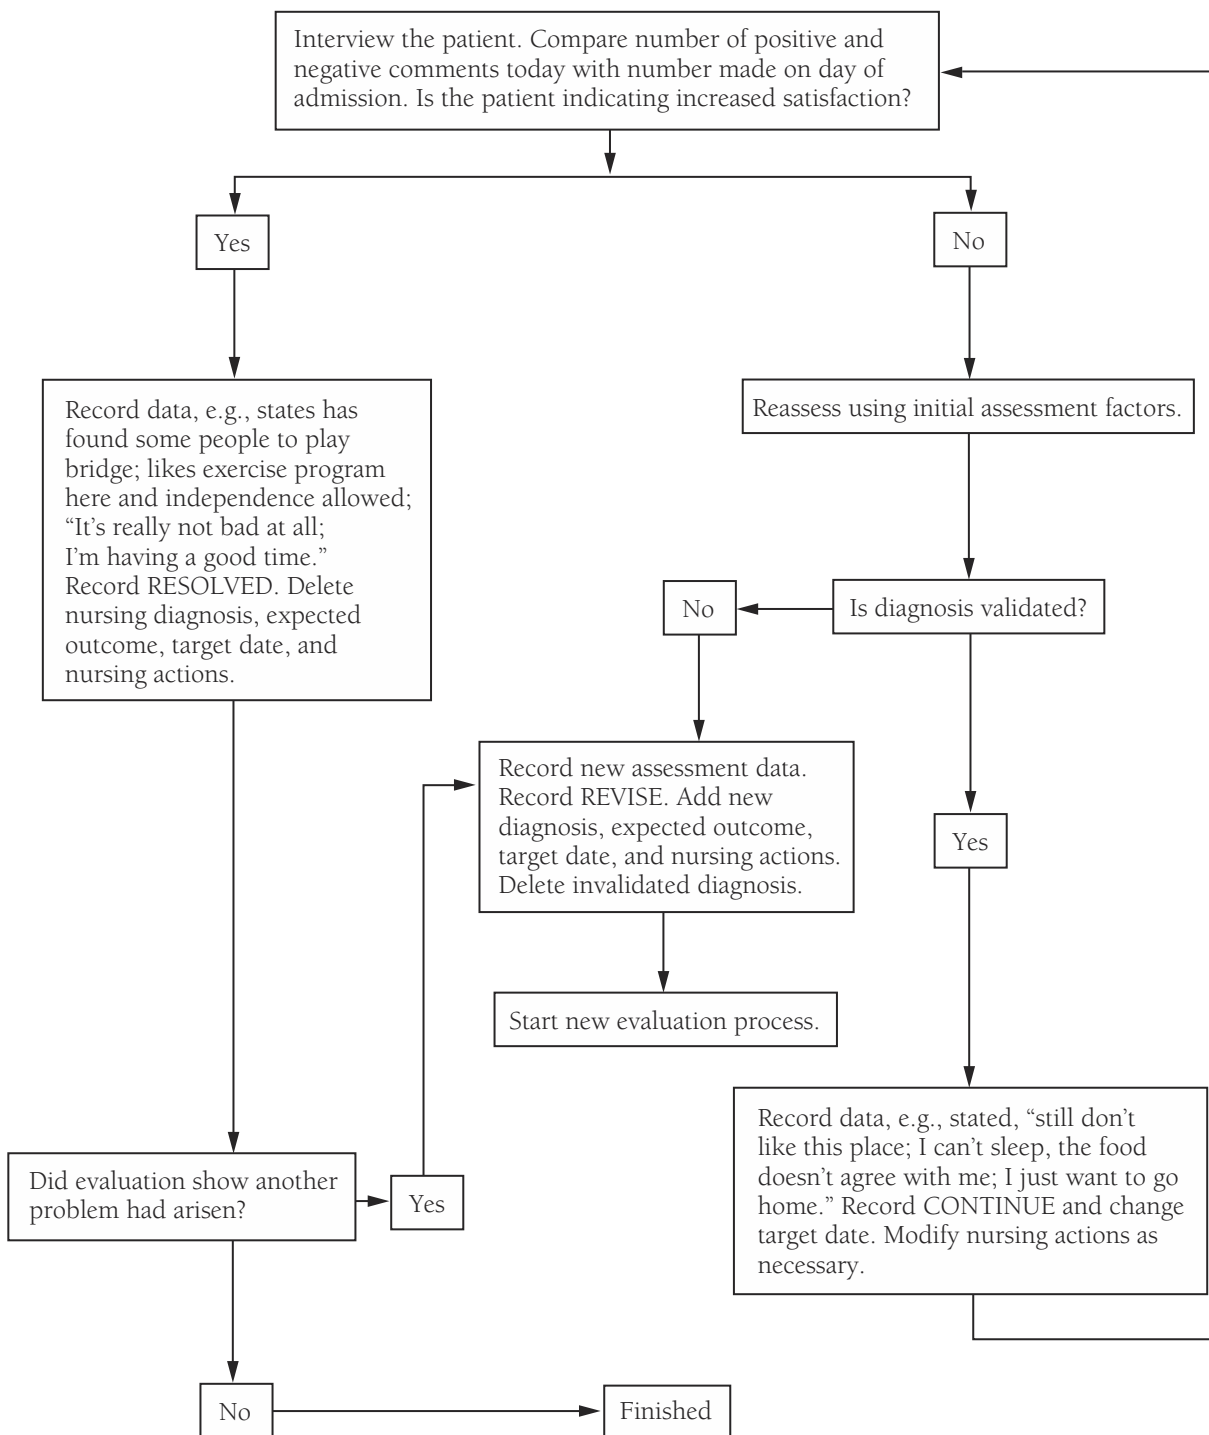 Interview the patient. Compare number of positive and
negative comments today with number made on day of
admission. Is the patient indicating increased satisfaction?
Yes
No
Record data, e.g., states has
found some people to play
bridge; likes exercise program
here and independence allowed;
“It’s really not bad at all;
I’m having a good time.”
Record RESOLVED. Delete
nursing diagnosis, expected
outcome, target date, and
nursing actions.
Reassess using initial assessment factors.
Is diagnosis validated?
No
Record new assessment data.
Record REVISE. Add new
diagnosis, expected outcome,
target date, and nursing actions.
Delete invalidated diagnosis.
Yes
Start new evaluation process.
Record data, e.g., stated, “still don’t
like this place; I can’t sleep, the food
doesn’t agree with me; I just want to go
home.” Record CONTINUE and change
target date. Modify nursing actions as
necessary.
Did evaluation show another
problem had arisen?
Yes
No
Finished